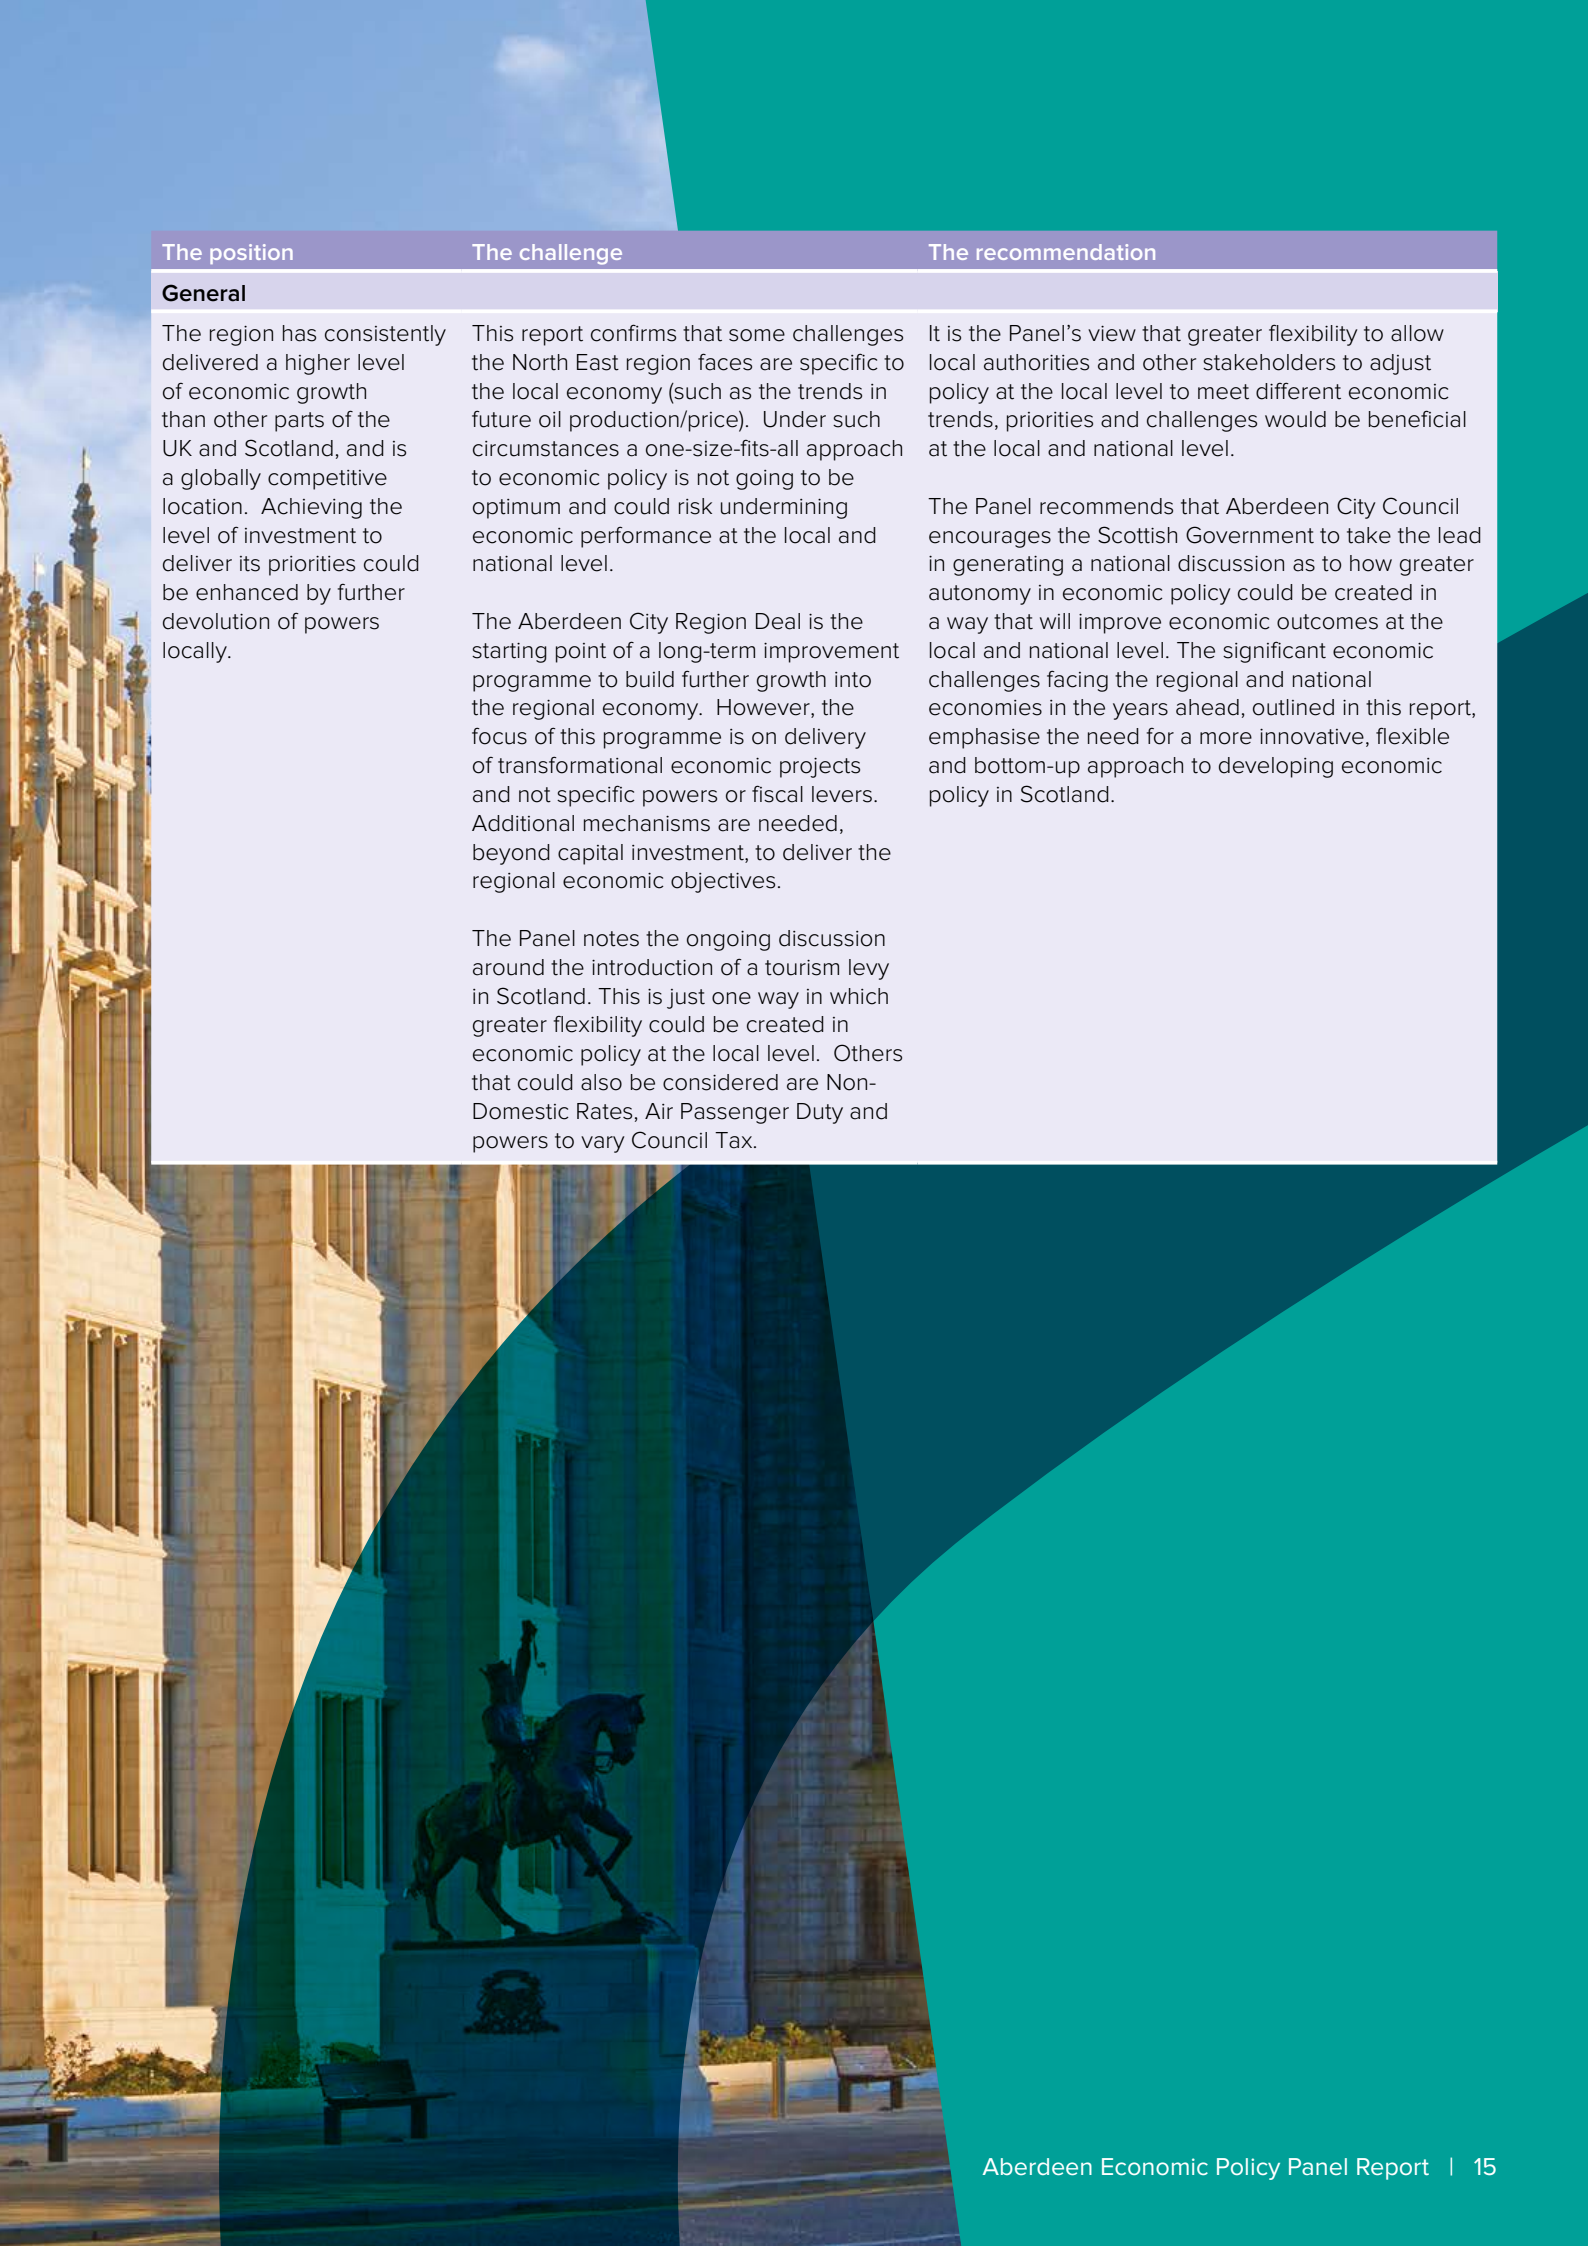 The position
The challenge
The recommendation
General
The region has consistently
delivered a higher level
of economic growth
than other parts of the
UK and Scotland, and is
a globally competitive
location.  Achieving the
level of investment to
deliver its priorities could
be enhanced by further
devolution of powers
locally.
This report confirms that some challenges
the North East region faces are specific to
the local economy (such as the trends in
future oil production/price).  Under such
circumstances a one-size-fits-all approach
to economic policy is not going to be
optimum and could risk undermining
economic performance at the local and
national level.
The Aberdeen City Region Deal is the
starting point of a long-term improvement
programme to build further growth into
the regional economy.  However, the
focus of this programme is on delivery
of transformational economic projects
and not specific powers or fiscal levers.
Additional mechanisms are needed,
beyond capital investment, to deliver the
regional economic objectives.
The Panel notes the ongoing discussion
around the introduction of a tourism levy
in Scotland. This is just one way in which
greater flexibility could be created in
economic policy at the local level.  Others
that could also be considered are Non-
Domestic Rates, Air Passenger Duty and
powers to vary Council Tax.
It is the Panel’s view that greater flexibility to allow
local authorities and other stakeholders to adjust
policy at the local level to meet different economic
trends, priorities and challenges would be beneficial
at the local and national level.
The Panel recommends that Aberdeen City Council
encourages the Scottish Government to take the lead
in generating a national discussion as to how greater
autonomy in economic policy could be created in
a way that will improve economic outcomes at the
local and national level. The significant economic
challenges facing the regional and national
economies in the years ahead, outlined in this report,
emphasise the need for a more innovative, flexible
and bottom-up approach to developing economic
policy in Scotland.
Aberdeen Economic Policy Panel Report | 15